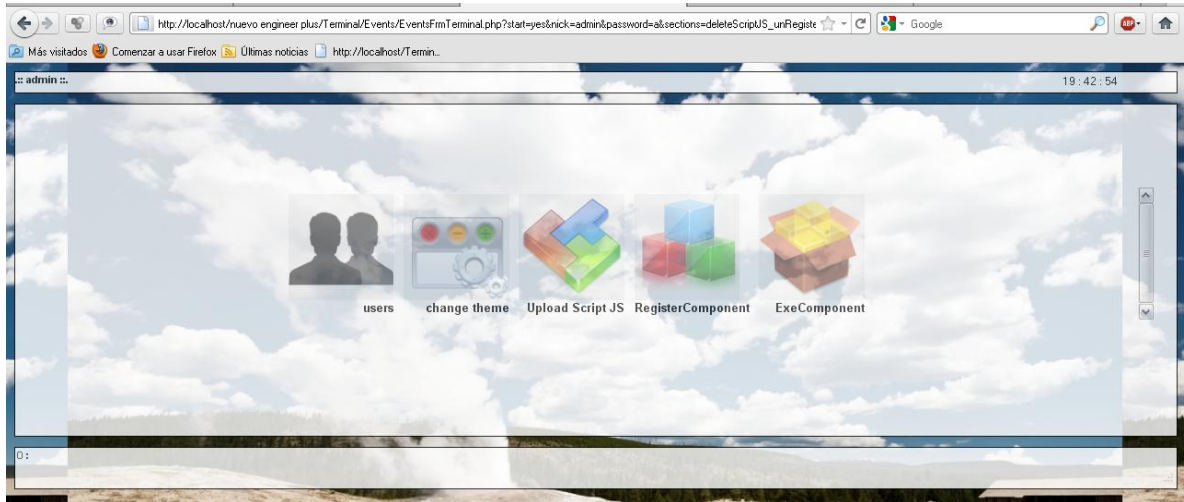 http://localhost/nuevo engineer plus/Terminal/Events/EventsFrmTerminal.php?start=yes&nick=admin&password=a&sections=deleteScriptJS_unRegiste
Google
ABP
Más visitados Comenzar a usar Firefox Últimas noticias http://localhost/Termin...
.:: admin ::. 19:42:54
users change theme Upload Script JS RegisterComponent ExeComponent
0: